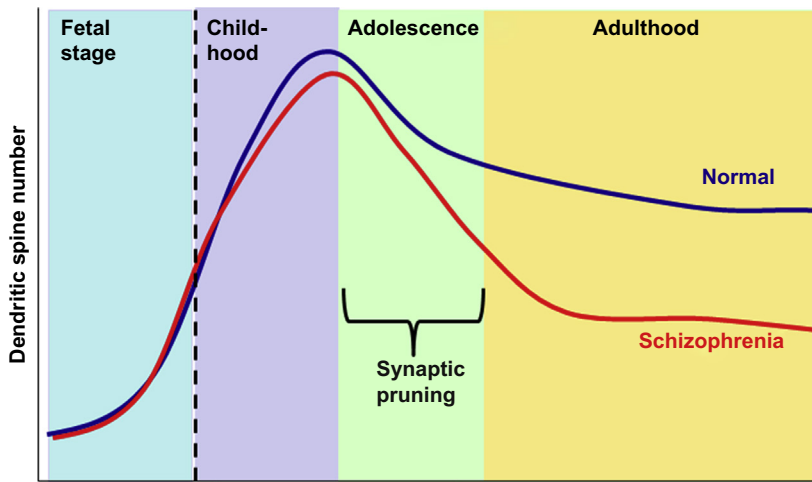 Fetal
stage
Child-
hood
Adolescence
Adulthood
Dendritic spine number
Normal
Schizophrenia
Synaptic
pruning